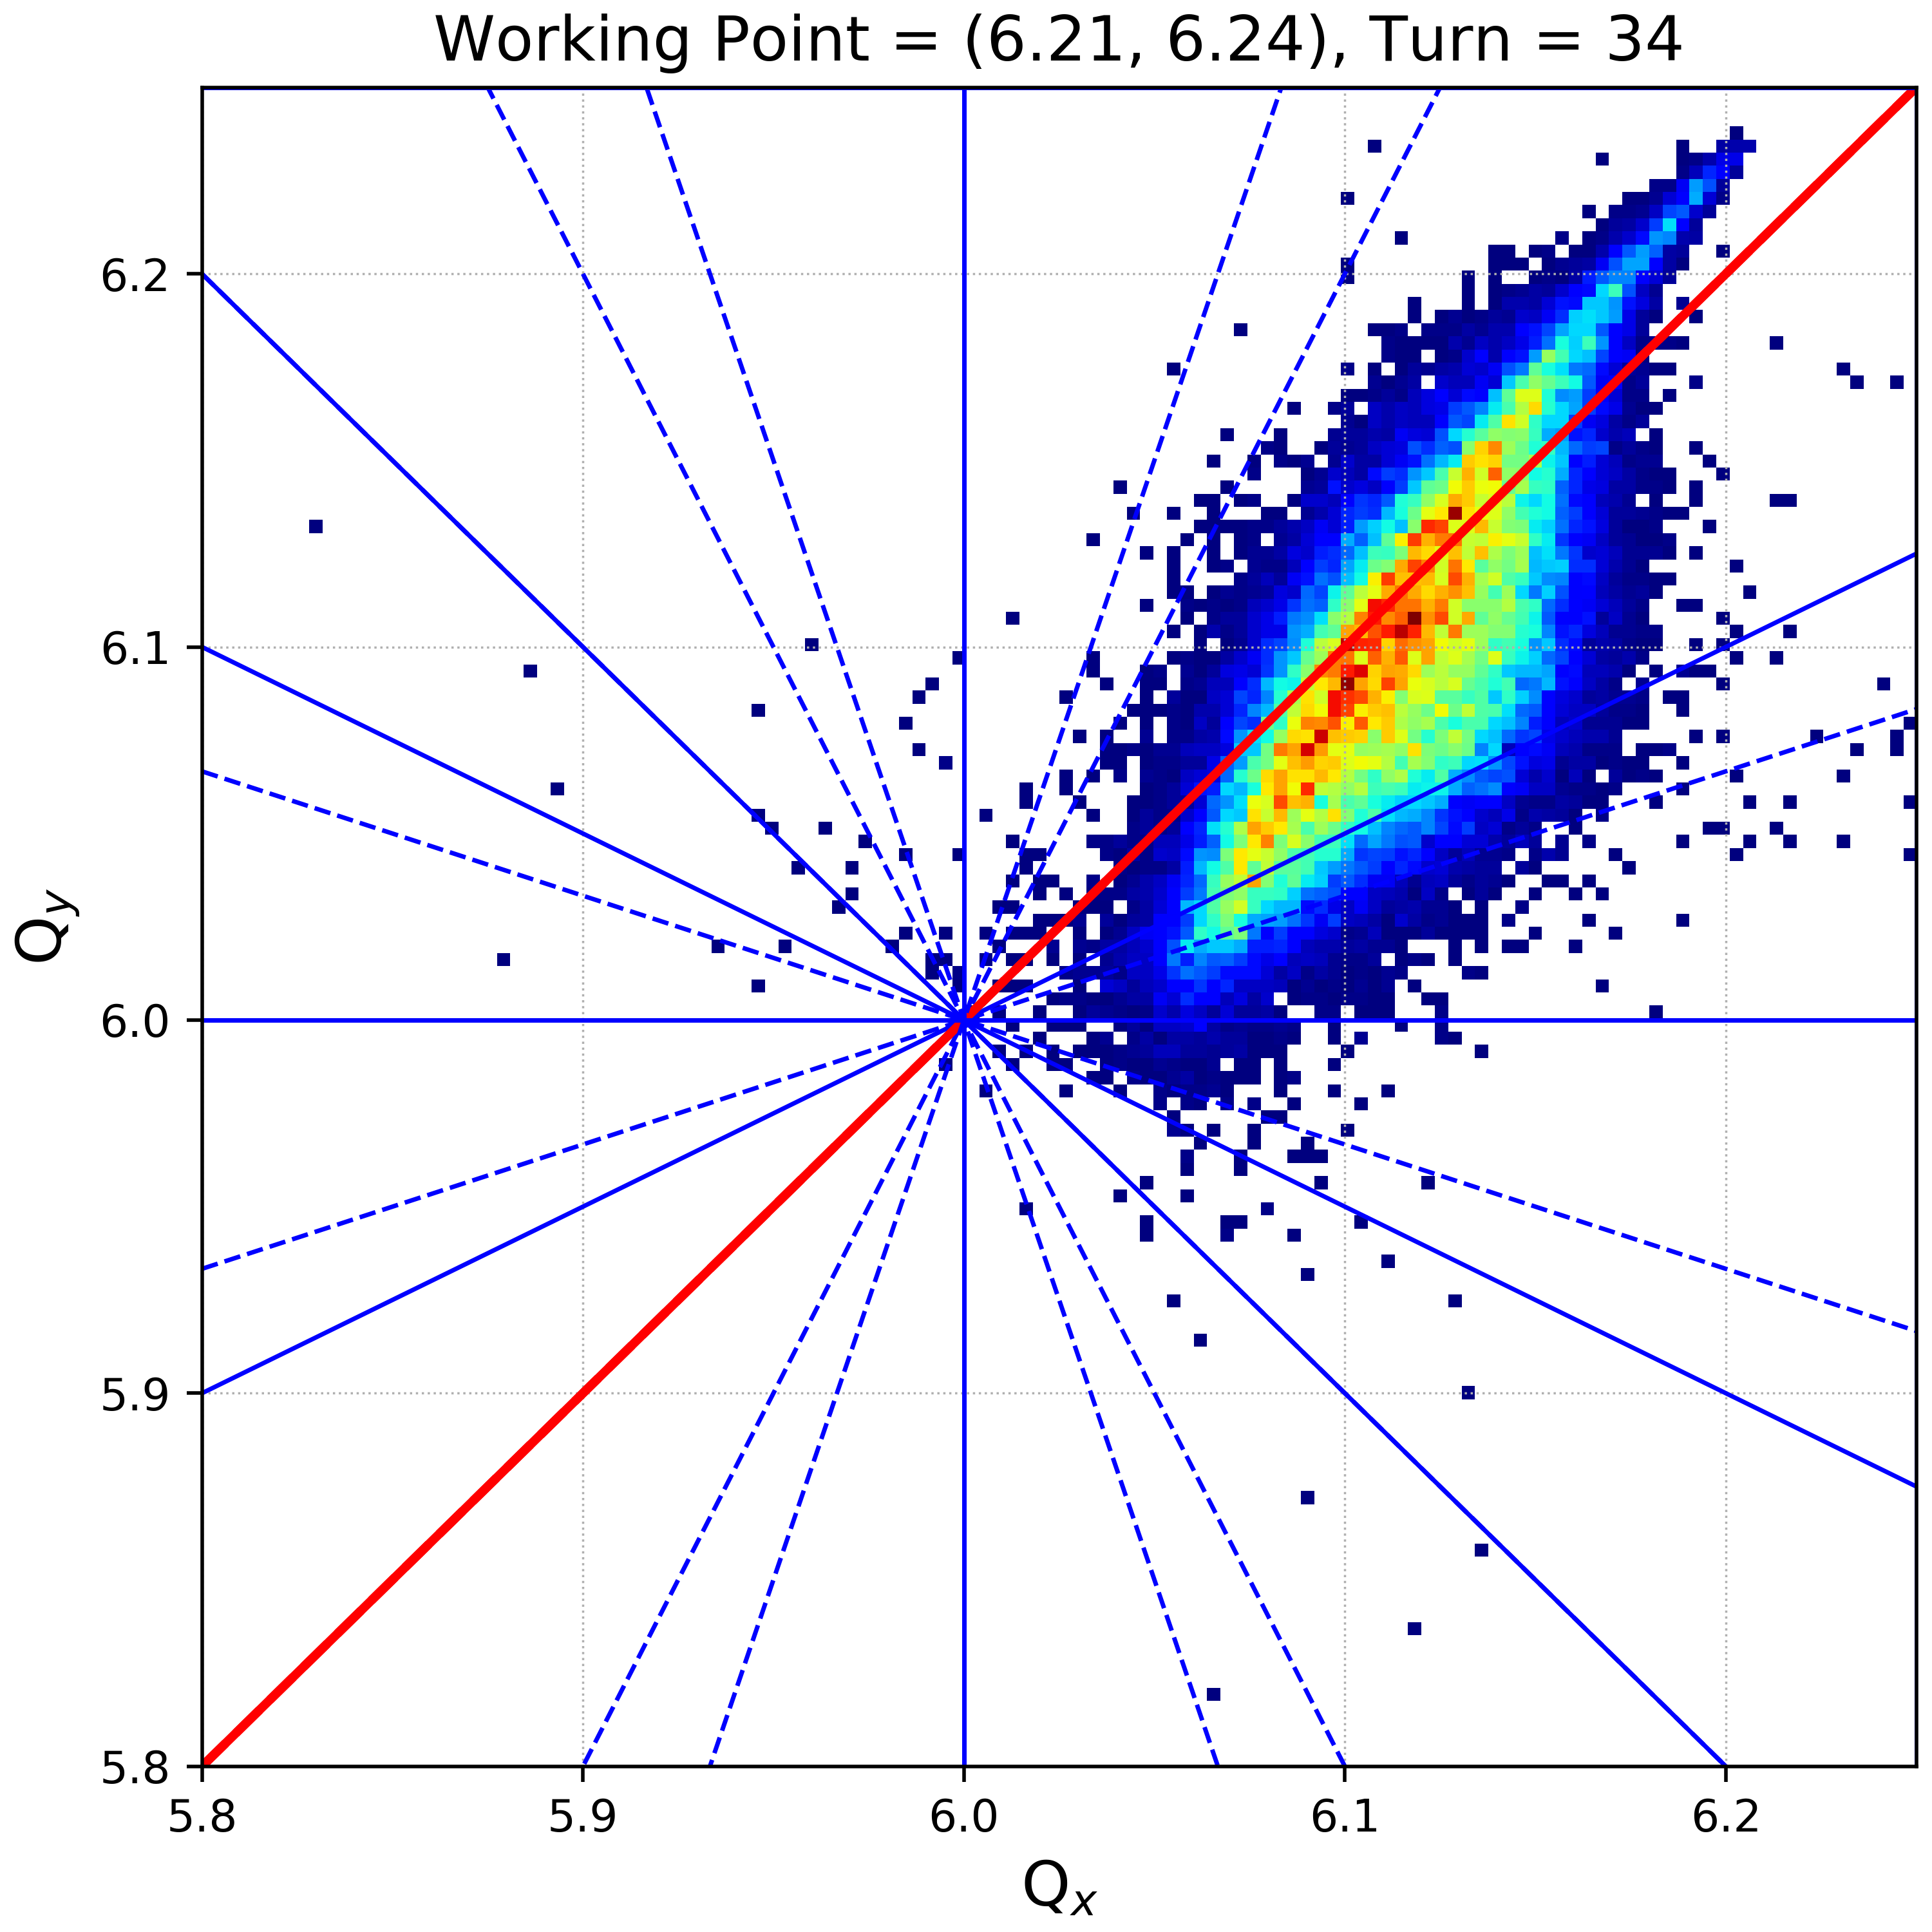 Working Point = (6.21, 6.24), Turn = 34
6.2
6.1
6.0
5.9
5.8
Qy
5.8 5.9 6.0 6.1 6.2
Qx